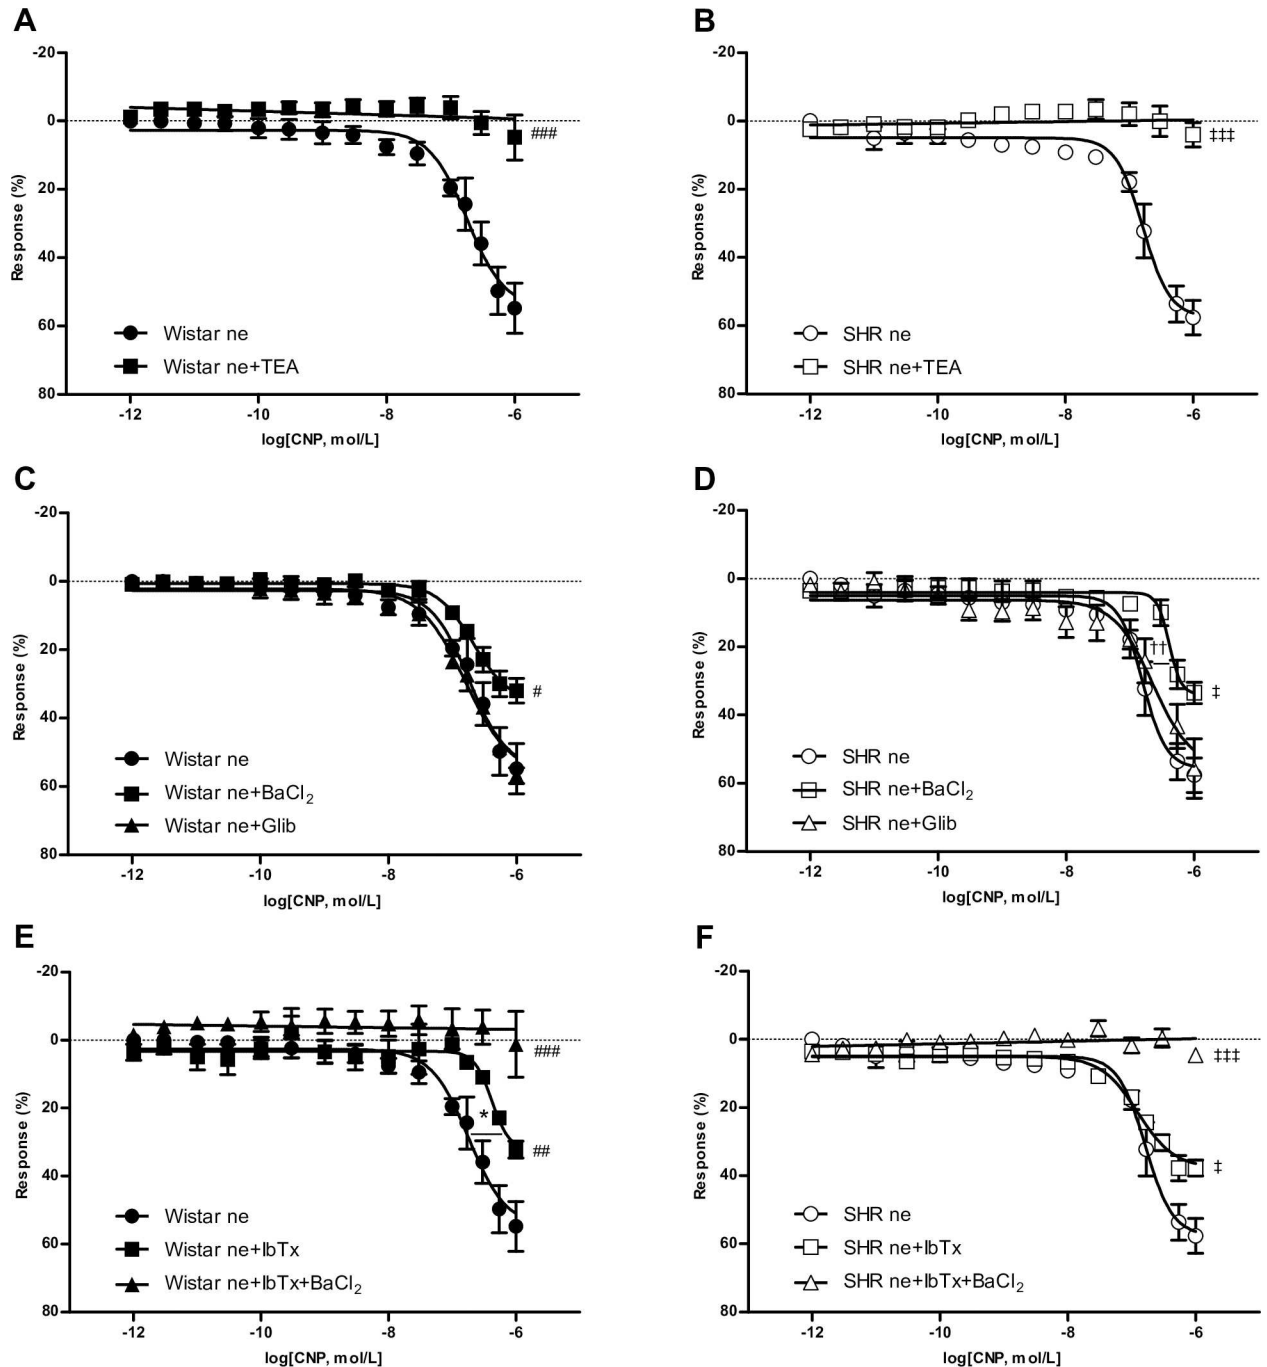 A
-20
0
20
40
60
80
Response (%)
###
Wistar ne
Wistar ne+TEA
-12 -10 -8 -6
log[CNP, mol/L]
B
-20
0
20
40
60
80
Response (%)
‡‡‡
SHR ne
SHR ne+TEA
-12 -10 -8 -6
log[CNP, mol/L]
C
-20
0
20
40
60
80
Response (%)
#
Wistar ne
Wistar ne+BaCl₂
Wistar ne+Glib
-12 -10 -8 -6
log[CNP, mol/L]
D
-20
0
20
40
60
80
Response (%)
††
‡
SHR ne
SHR ne+BaCl₂
SHR ne+Glib
-12 -10 -8 -6
log[CNP, mol/L]
E
-20
0
20
40
60
80
Response (%)
###
*
##
Wistar ne
Wistar ne+IbTx
Wistar ne+IbTx+BaCl₂
-12 -10 -8 -6
log[CNP, mol/L]
F
-20
0
20
40
60
80
Response (%)
‡‡‡
‡
SHR ne
SHR ne+IbTx
SHR ne+IbTx+BaCl₂
-12 -10 -8 -6
log[CNP, mol/L]